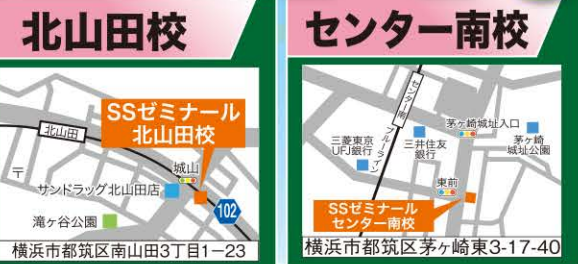 北山田校
SSゼミナール
北山田校
北山田
城山
〒
サンドラッグ北山田店
102
滝ヶ谷公園
横浜市都筑区南山田3丁目1−23
センター南校
センター南
ブルーライン
茅ケ崎城址入口
三菱東京
UFJ銀行
三井住友
銀行
茅ヶ崎
城址公園
東前
SSゼミナール
センター南校
横浜市都筑区茅ヶ崎東3-17-40